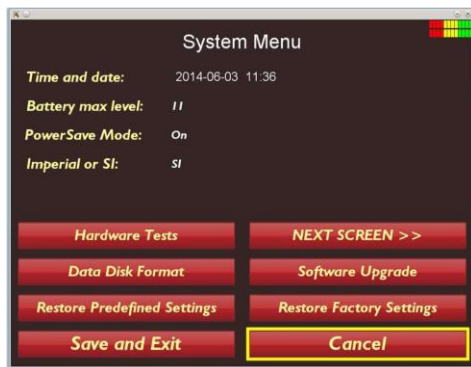 System Menu
Time and date: 2014-06-03 11:36
Battery max level: 11
PowerSave Mode: On
Imperial or SI: SI
Hardware Tests NEXT SCREEN >>
Data Disk Format Software Upgrade
Restore Predefined Settings Restore Factory Settings
Save and Exit Cancel